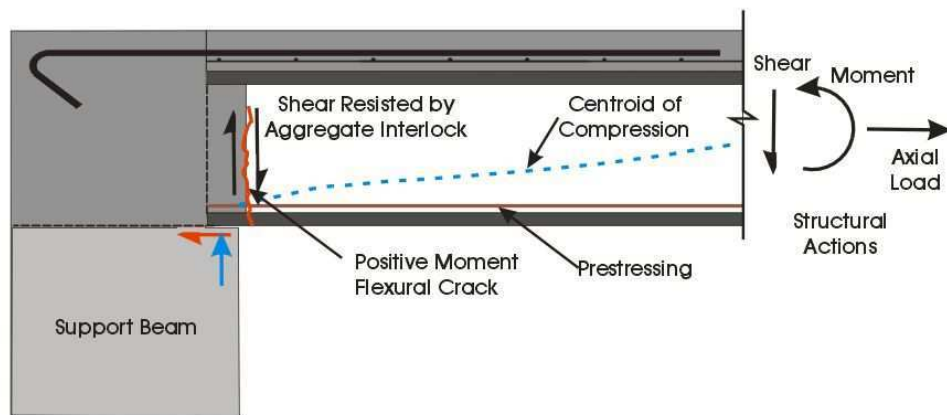 Shear
Moment
Axial
Load
Structural
Actions
Shear Resisted by
Aggregate Interlock
Centroid of
Compression
Positive Moment
Flexural Crack
Prestressing
Support Beam